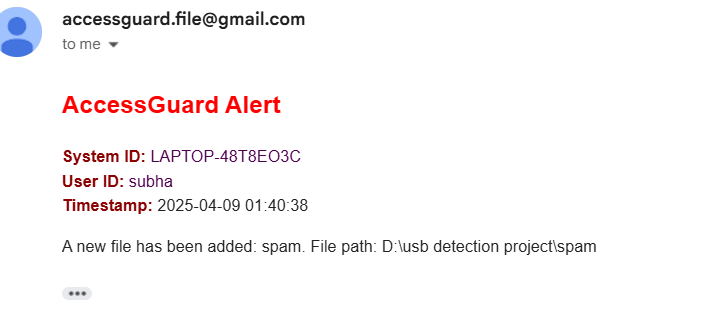 accessguard.file@gmail.com
to me
AccessGuard Alert
System ID: LAPTOP-48T8EO3C
User ID: subha
Timestamp: 2025-04-09 01:40:38
A new file has been added: spam. File path: D:\usb detection project\spam